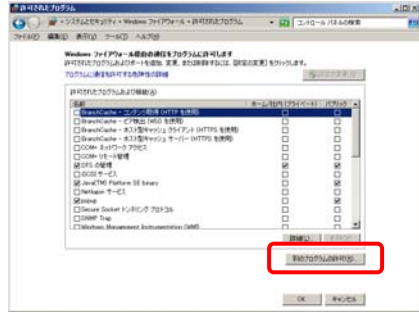 許可されたプログラム
« システムとセキュリティ ▸ Windows ファイアウォール ▸ 許可されたプログラム
コントロール パネルの検索
ファイル(F) 編集(E) 表示(V) ツール(T) ヘルプ(H)
Windows ファイアウォール経由の通信をプログラムに許可します
許可されたプログラムおよびポートを追加、変更、または削除するには、[設定の変更] をクリックします。
プログラムに通信を許可する危険性の詳細
設定の変更(N)
許可されたプログラムおよび機能(A):
名前 ホーム/社内 (プライベート) パブリック
BranchCache - コンテンツ取得 (HTTP を使用)
BranchCache - ピア検出 (WSD を使用)
BranchCache - ホスト型キャッシュ クライアント (HTTPS を使用)
BranchCache - ホスト型キャッシュ サーバー (HTTPS を使用)
COM+ ネットワーク アクセス
COM+ リモート管理
DFS の管理
iSCSI サービス
Java(TM) Platform SE binary
Netlogon サービス
Secure Socket トンネリング プロトコル
SNMP Trap
Windows Management Instrumentation (WMI)
詳細(L)... 削除(M)
別のプログラムの許可(R)...
OK キャンセル